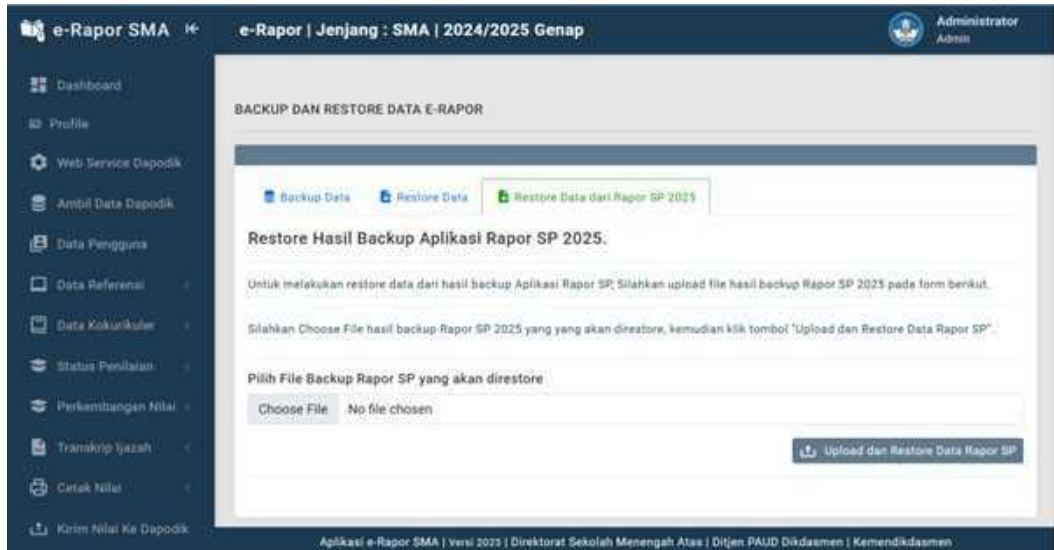 e-Rapor SMA
e-Rapor | Jenjang : SMA | 2024/2025 Genap
Administrator
Admin
Dashboard
Profile
Web Service Dapodik
Ambil Data Dapodik
Data Pengguna
Data Referensi
Data Kokurikuler
Status Penilaian
Perkembangan Nilai
Transkrip Ijazah
Cetak Nilai
Kirim Nilai Ke Dapodik
BACKUP DAN RESTORE DATA E-RAPOR
Backup Data
Restore Data
Restore Data dari Rapor SP 2025
Restore Hasil Backup Aplikasi Rapor SP 2025.
Untuk melakukan restore data dari hasil backup Aplikasi Rapor SP, Silahkan upload file hasil backup Rapor SP 2025 pada form berikut.
Silahkan Choose File hasil backup Rapor SP 2025 yang yang akan direstore, kemudian klik tombol "Upload dan Restore Data Rapor SP".
Pilih File Backup Rapor SP yang akan direstore
Choose File No file chosen
Upload dan Restore Data Rapor SP
Aplikasi e-Rapor SMA | Versi 2025 | Direktorat Sekolah Menengah Atas | Ditjen PAUD Dikdasmen | Kemendikdasmen